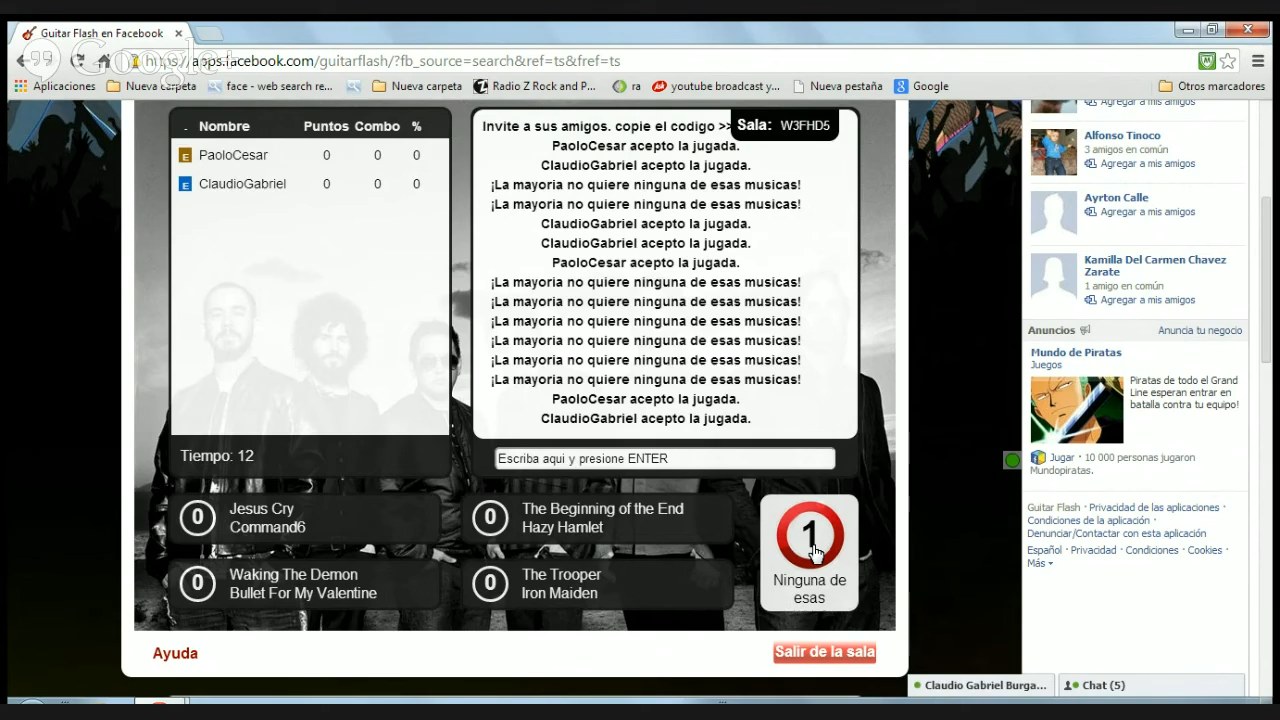 Guitar Flash en Facebook
Google+
https://apps.facebook.com/guitarflash/?fb_source=search&ref=ts&fref=ts
Aplicaciones
Nueva carpeta
face - web search re...
Nueva carpeta
Radio Z Rock and P...
ra
youtube broadcast y...
Nueva pestaña
Google
Otros marcadores
. Nombre Puntos Combo %
E PaoloCesar 0 0 0
E ClaudioGabriel 0 0 0
Tiempo: 12
Invite a sus amigos. copie el codigo >>
Sala: W3FHD5
PaoloCesar acepto la jugada.
ClaudioGabriel acepto la jugada.
¡La mayoria no quiere ninguna de esas musicas!
¡La mayoria no quiere ninguna de esas musicas!
ClaudioGabriel acepto la jugada.
ClaudioGabriel acepto la jugada.
PaoloCesar acepto la jugada.
¡La mayoria no quiere ninguna de esas musicas!
¡La mayoria no quiere ninguna de esas musicas!
¡La mayoria no quiere ninguna de esas musicas!
¡La mayoria no quiere ninguna de esas musicas!
¡La mayoria no quiere ninguna de esas musicas!
¡La mayoria no quiere ninguna de esas musicas!
PaoloCesar acepto la jugada.
ClaudioGabriel acepto la jugada.
Escriba aqui y presione ENTER
0
Jesus Cry
Command6
0
The Beginning of the End
Hazy Hamlet
0
Waking The Demon
Bullet For My Valentine
0
The Trooper
Iron Maiden
1
Ninguna de
esas
Ayuda
Salir de la sala
Agregar a mis amigos
Alfonso Tinoco
3 amigos en común
Agregar a mis amigos
Ayrton Calle
Agregar a mis amigos
Kamilla Del Carmen Chavez
Zarate
1 amigo en común
Agregar a mis amigos
Anuncios
Anuncia tu negocio
Mundo de Piratas
Juegos
Piratas de todo el Grand
Line esperan entrar en
batalla contra tu equipo!
Jugar · 10 000 personas jugaron
Mundopiratas.
Guitar Flash · Privacidad de las aplicaciones ·
Condiciones de la aplicación ·
Denunciar/Contactar con esta aplicación
Español · Privacidad · Condiciones · Cookies ·
Más
Claudio Gabriel Burga...
Chat (5)